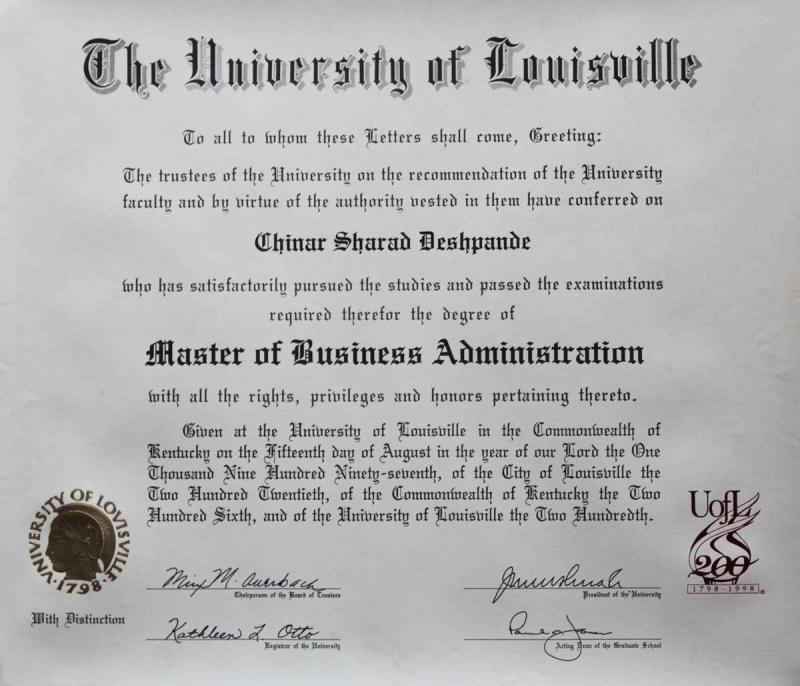 The University of Louisville
To all to whom these Letters shall come, Greeting:
The trustees of the University on the recommendation of the University
faculty and by virtue of the authority vested in them have conferred on
Chinar Sharad Deshpande
who has satisfactorily pursued the studies and passed the examinations
required therefor the degree of
Master of Business Administration
with all the rights, privileges and honors pertaining thereto.
Given at the University of Louisville in the Commonwealth of
Kentucky on the Fifteenth day of August in the year of our Lord the One
Thousand Nine Hundred Ninety-seventh, of the City of Louisville the
Two Hundred Twentieth, of the Commonwealth of Kentucky the Two
Hundred Sixth, and of the University of Louisville the Two Hundredth.
UNIVERSITY OF LOVISVILLE
·1798·
UofL
200
1798-1998
With Distinction
Minx M. Auerbach
Chairperson of the Board of Trustees
President of the University
Kathleen L. Otto
Registrar of the University
Acting Dean of the Graduate School